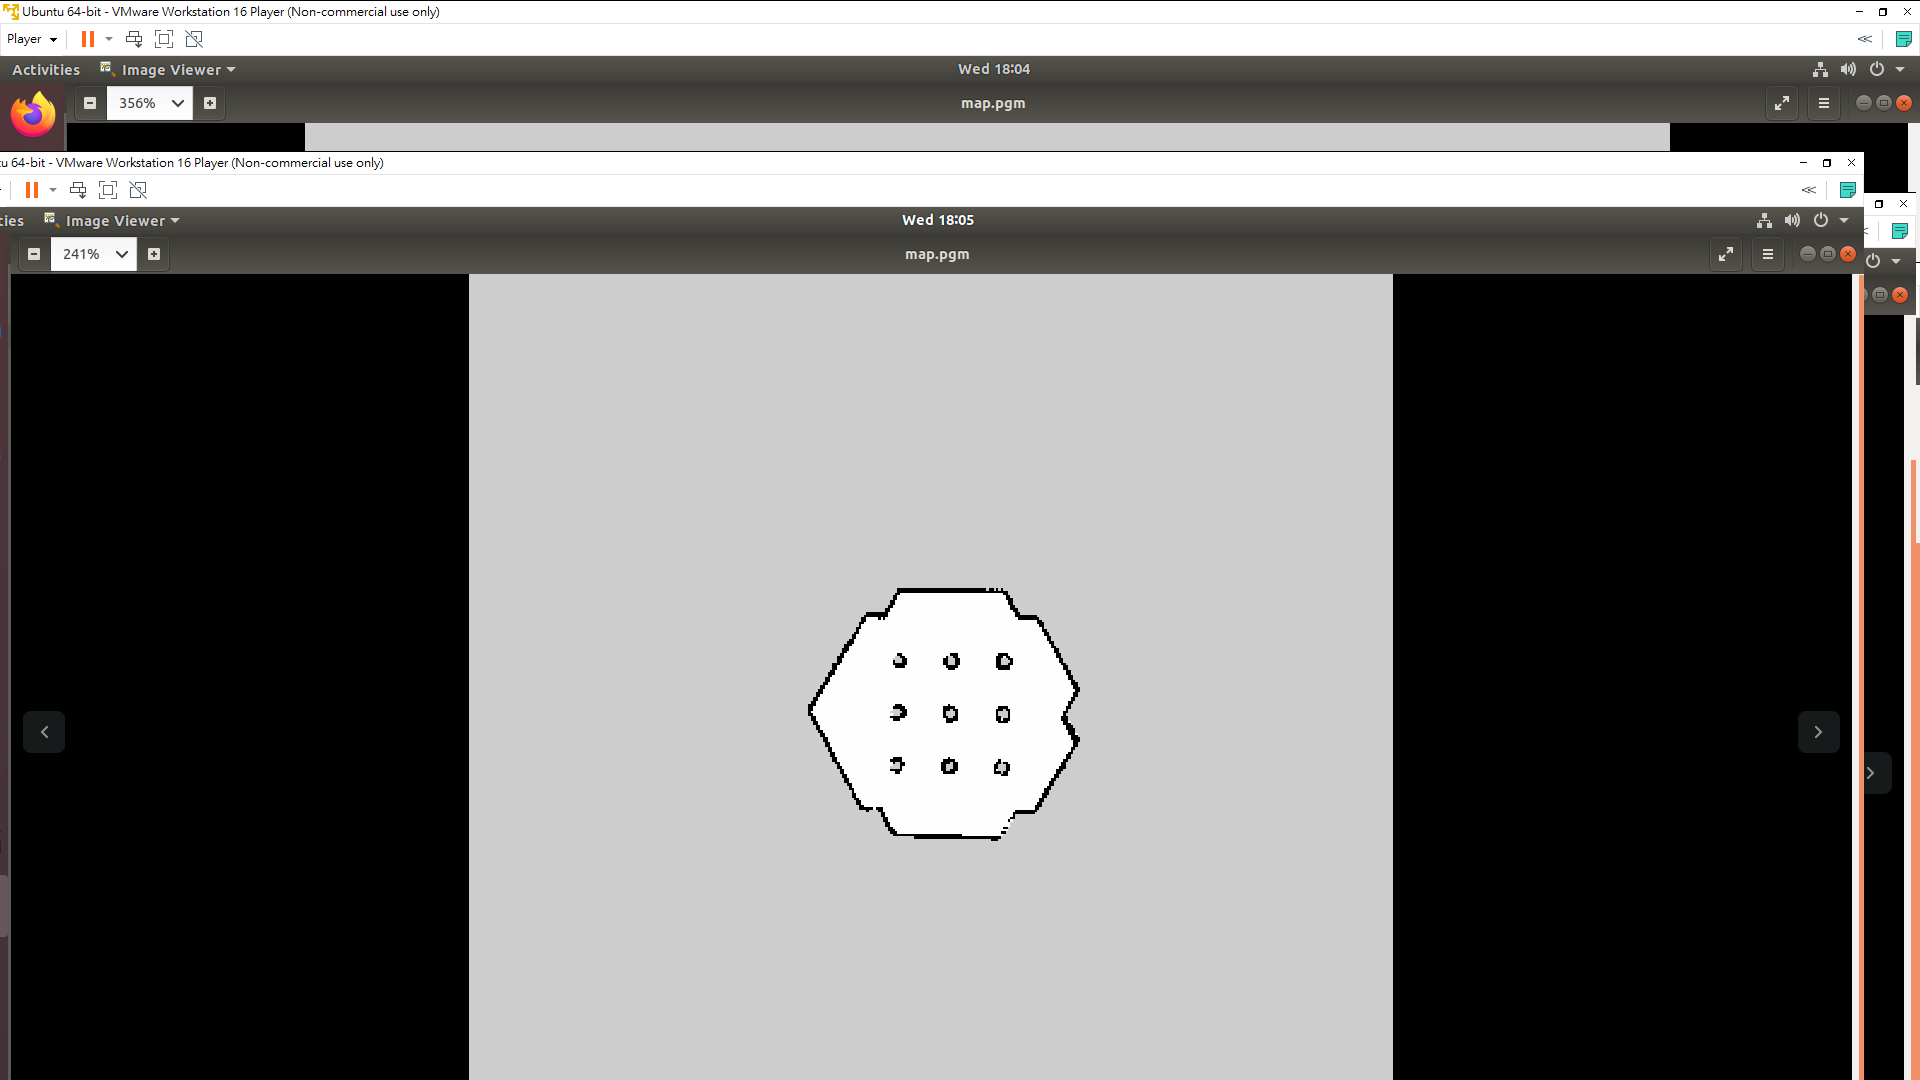 Ubuntu 64-bit - VMware Workstation 16 Player (Non-commercial use only)
Player
Activities Image Viewer Wed 18:04
356% map.pgm
u 64-bit - VMware Workstation 16 Player (Non-commercial use only)
ties Image Viewer Wed 18:05
241% map.pgm